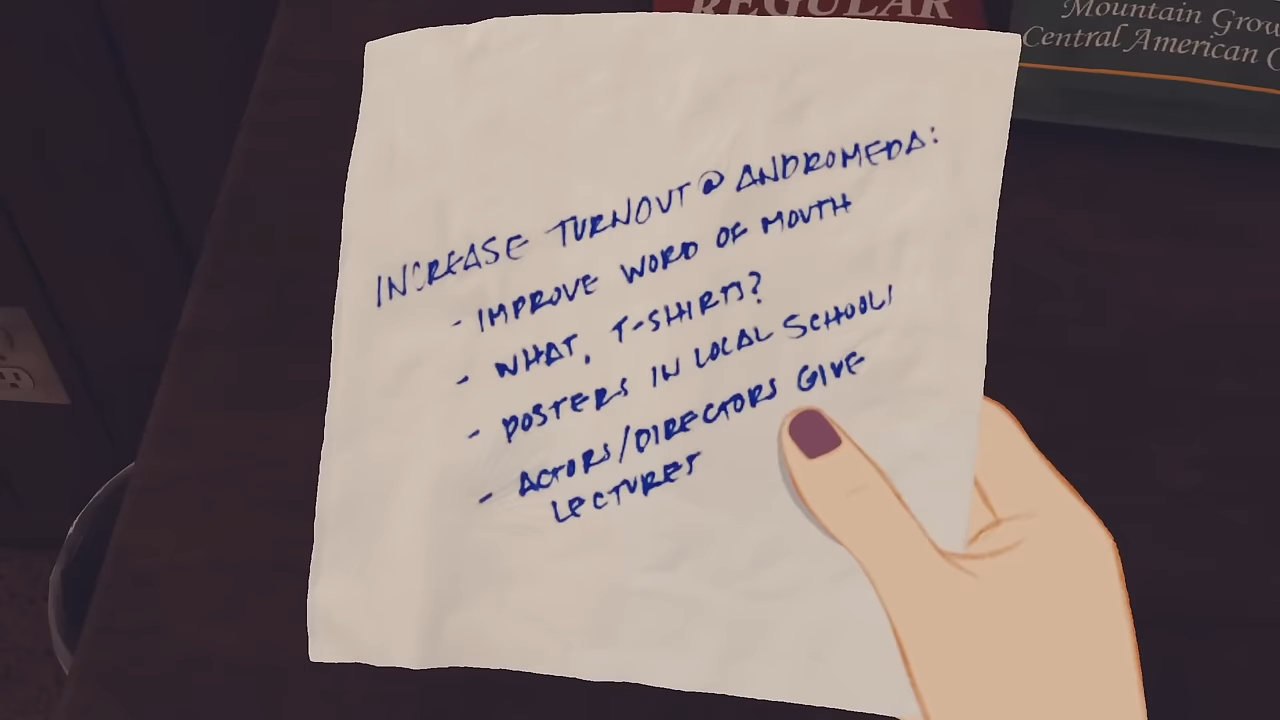 REGULAR
Mountain Grow
Central American C
INCREASE TURNOUT @ ANDROMEDA:
- IMPROVE WORD OF MOUTH
- WHAT, T-SHIRTS?
- POSTERS IN LOCAL SCHOOL!
- ACTORS/DIRECTORS GIVE
LECTURES